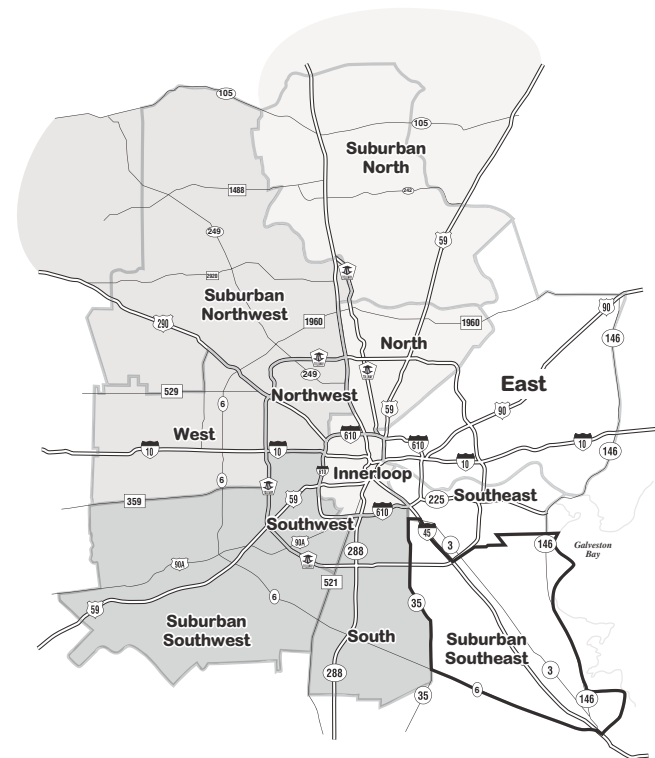 105
105
Suburban
North
1488
242
249
59
2920
Suburban
Northwest
90
290
1960
1960
146
North
249
East
529
Northwest
6
59
90
West
610
610
10
10
10
10
146
Innerloop
610
6
359
59
225
Southeast
610
Southwest
45
90A
3
146
Galveston
Bay
288
90A
521
59
6
35
Suburban
Southwest
South
Suburban
Southeast
3
288
35
6
146